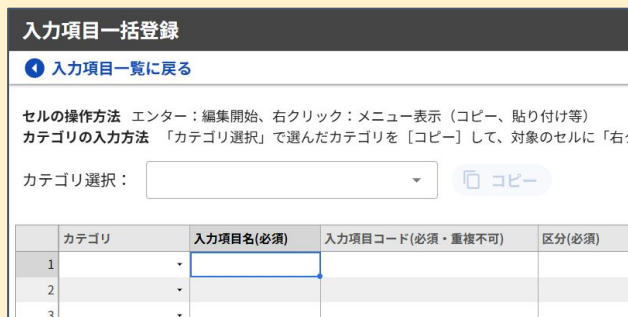 入力項目一括登録
入力項目一覧に戻る
セルの操作方法 エンター：編集開始、右クリック：メニュー表示（コピー、貼り付け等）
カテゴリの入力方法 「カテゴリ選択」で選んだカテゴリを［コピー］して、対象のセルに「右
カテゴリ選択： コピー
カテゴリ 入力項目名(必須) 入力項目コード(必須・重複不可) 区分(必須)
1
2
3